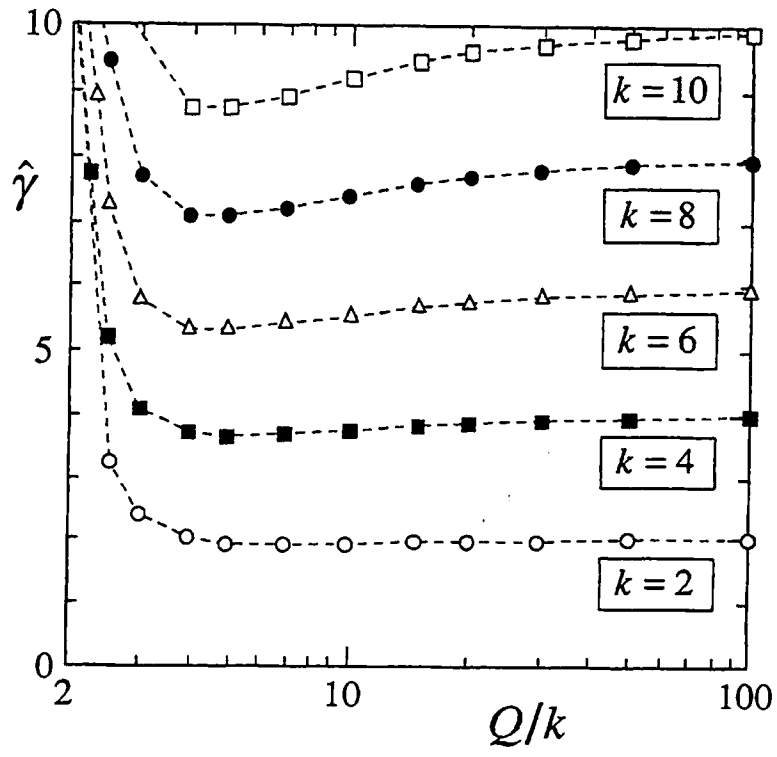 10
γ̂
5
0
2
10
100
Q/k
k = 10
k = 8
k = 6
k = 4
k = 2